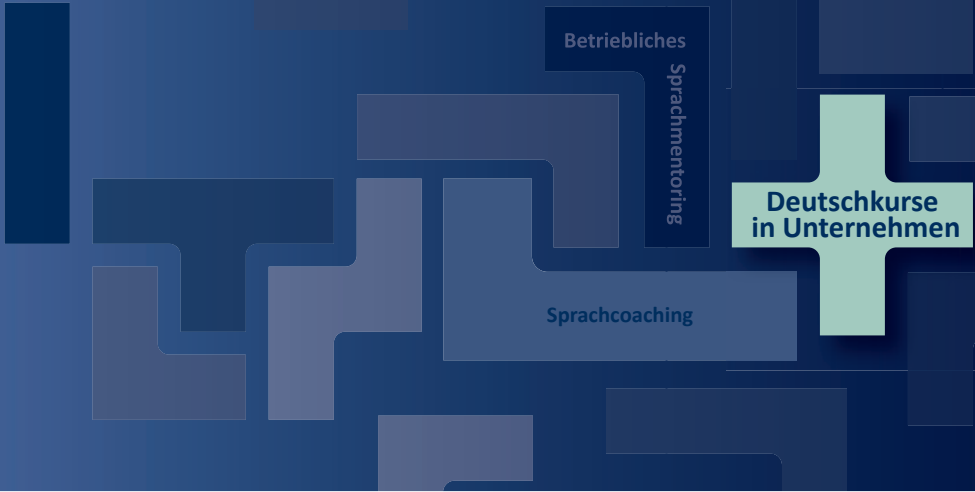 Betriebliches
Sprachmentoring
Deutschkurse
in Unternehmen
Sprachcoaching